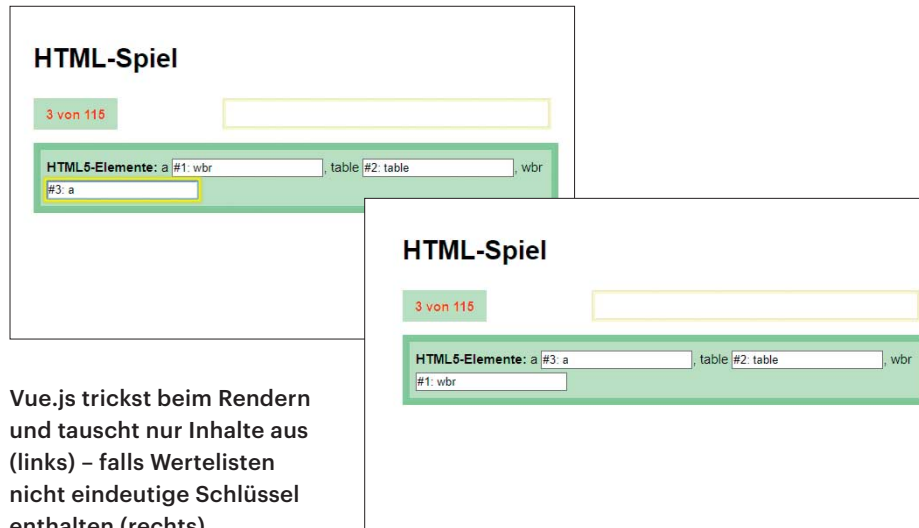 HTML-Spiel
3 von 115
HTML5-Elemente: a #1: wbr , table #2: table , wbr
#3: a
HTML-Spiel
3 von 115
HTML5-Elemente: a #3: a , table #2: table , wbr
#1: wbr
Vue.js trickst beim Rendern
und tauscht nur Inhalte aus
(links) – falls Wertelisten
nicht eindeutige Schlüssel
enthalten (rechts)